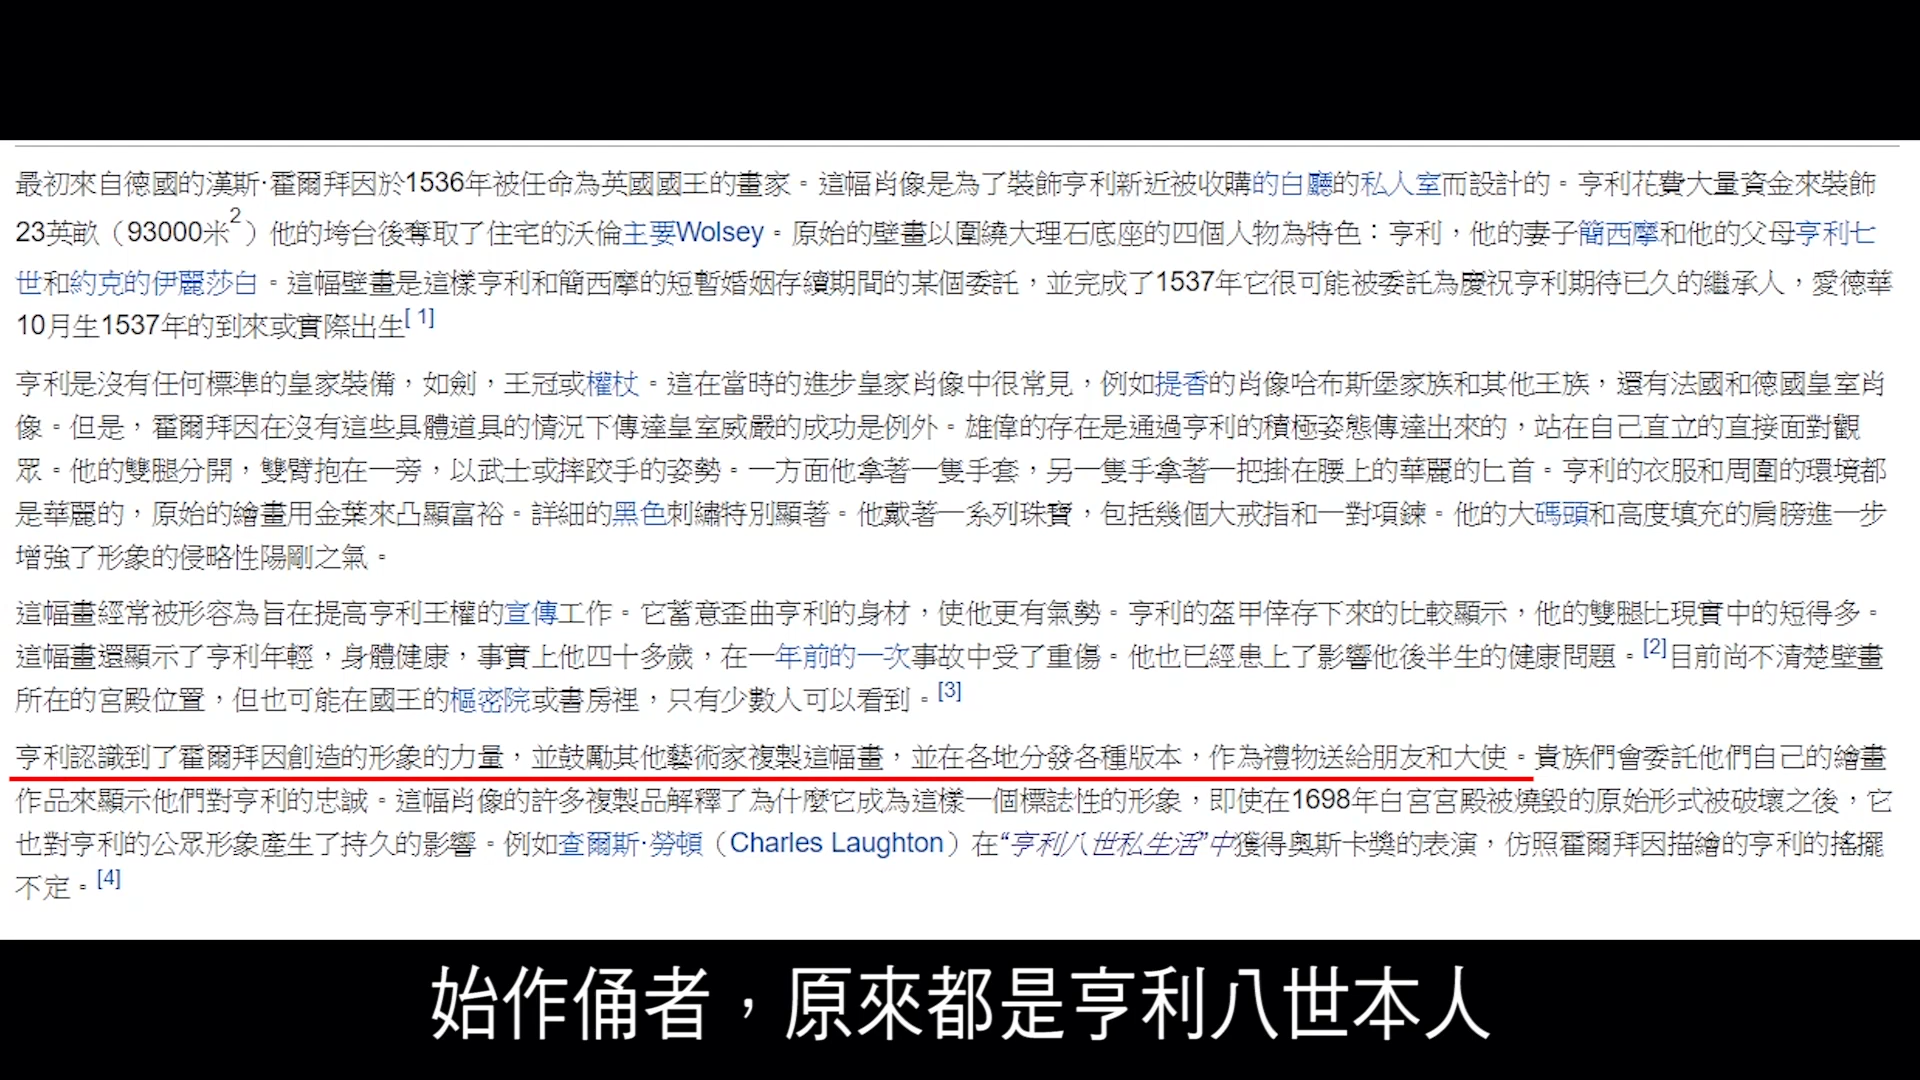 最初來自德國的漢斯·霍爾拜因於1536年被任命為英國國王的畫家。這幅肖像是為了裝飾亨利新近被收購的白廳的私人室而設計的。亨利花費大量資金來裝飾
23英畝（93000米2）他的垮台後奪取了住宅的沃倫主要Wolsey。原始的壁畫以圍繞大理石底座的四個人物為特色：亨利，他的妻子簡西摩和他的父母亨利七
世和約克的伊麗莎白。這幅壁畫是這樣亨利和簡西摩的短暫婚姻存續期間的某個委託，並完成了1537年它很可能被委託為慶祝亨利期待已久的繼承人，愛德華
10月生1537年的到來或實際出生[ 1]
亨利是沒有任何標準的皇家裝備，如劍，王冠或權杖。這在當時的進步皇家肖像中很常見，例如提香的肖像哈布斯堡家族和其他王族，還有法國和德國皇室肖
像。但是，霍爾拜因在沒有這些具體道具的情況下傳達皇室威嚴的成功是例外。雄偉的存在是通過亨利的積極姿態傳達出來的，站在自己直立的直接面對觀
眾。他的雙腿分開，雙臂抱在一旁，以武士或摔跤手的姿勢。一方面他拿著一隻手套，另一隻手拿著一把掛在腰上的華麗的匕首。亨利的衣服和周圍的環境都
是華麗的，原始的繪畫用金葉來凸顯富裕。詳細的黑色刺繡特別顯著。他戴著一系列珠寶，包括幾個大戒指和一對項鍊。他的大碼頭和高度填充的肩膀進一步
增強了形象的侵略性陽剛之氣。
這幅畫經常被形容為旨在提高亨利王權的宣傳工作。它蓄意歪曲亨利的身材，使他更有氣勢。亨利的盔甲倖存下來的比較顯示，他的雙腿比現實中的短得多。
這幅畫還顯示了亨利年輕，身體健康，事實上他四十多歲，在一年前的一次事故中受了重傷。他也已經患上了影響他後半生的健康問題。[2]目前尚不清楚壁畫
所在的宮殿位置，但也可能在國王的樞密院或書房裡，只有少數人可以看到。[3]
亨利認識到了霍爾拜因創造的形象的力量，並鼓勵其他藝術家複製這幅畫，並在各地分發各種版本，作為禮物送給朋友和大使。貴族們會委託他們自己的繪畫
作品來顯示他們對亨利的忠誠。這幅肖像的許多複製品解釋了為什麼它成為這樣一個標誌性的形象，即使在1698年白宮宮殿被燒毀的原始形式被破壞之後，它
也對亨利的公眾形象產生了持久的影響。例如查爾斯·勞頓（Charles Laughton）在“亨利八世私生活”中獲得奧斯卡獎的表演，仿照霍爾拜因描繪的亨利的搖擺
不定。[4]
始作俑者，原來都是亨利八世本人